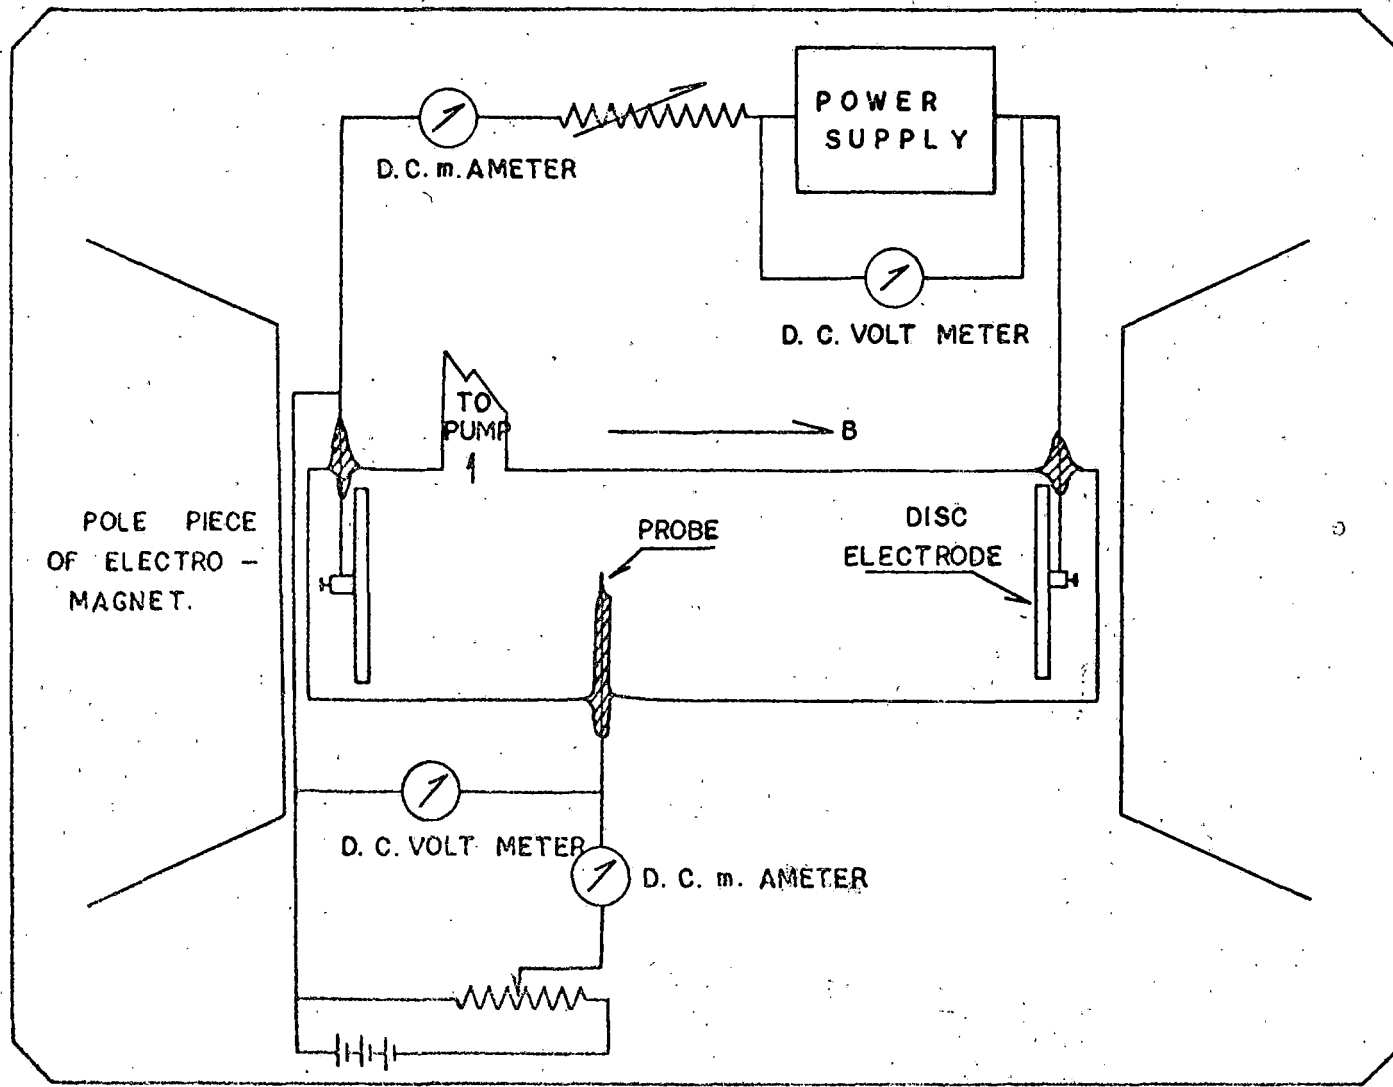 POWER
SUPPLY
D.C.m.AMETER
D.C.VOLT METER
TO
PUMP
B
POLE PIECE
OF ELECTRO-
MAGNET.
PROBE
DISC
ELECTRODE
D.C.VOLT METER
D.C.m. AMETER